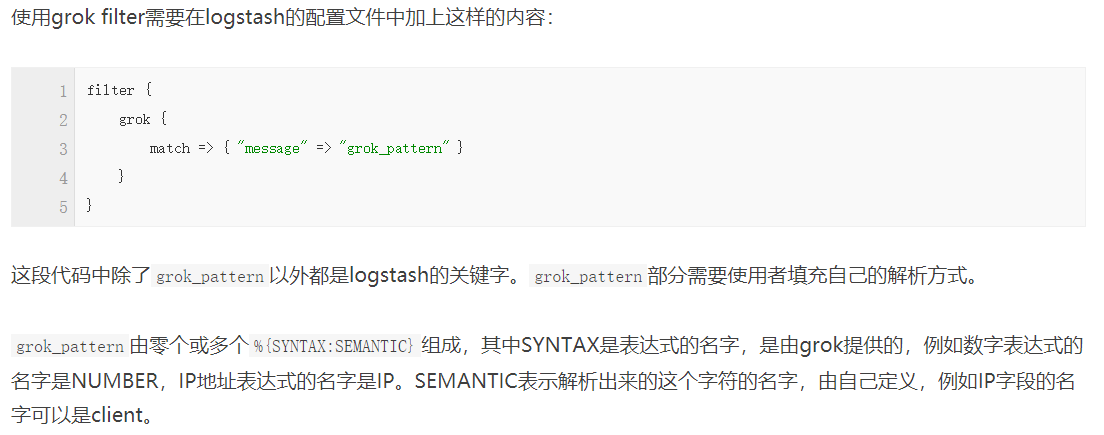 使用grok filter需要在logstash的配置文件中加上这样的内容：
1 filter {
2     grok {
3         match => { "message" => "grok_pattern" }
4     }
5 }
这段代码中除了grok_pattern以外都是logstash的关键字。grok_pattern部分需要使用者填充自己的解析方式。
grok_pattern由零个或多个%{SYNTAX:SEMANTIC}组成，其中SYNTAX是表达式的名字，是由grok提供的，例如数字表达式的
名字是NUMBER，IP地址表达式的名字是IP。SEMANTIC表示解析出来的这个字符的名字，由自己定义，例如IP字段的名
字可以是client。